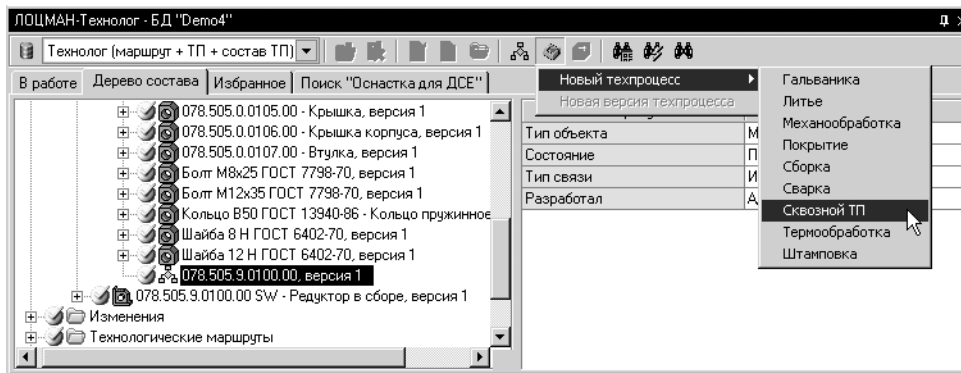 ЛОЦМАН-Технолог - БД "Demo4"
Технолог (маршрут + ТП + состав ТП)
В работе Дерево состава Избранное Поиск "Оснастка для ДСЕ"
Новый техпроцесс
Новая версия техпроцесса
Гальваника
Литье
Механообработка
Покрытие
Сборка
Сварка
Сквозной ТП
Термообработка
Штамповка
078.505.0.0105.00 - Крышка, версия 1
078.505.0.0106.00 - Крышка корпуса, версия 1
078.505.0.0107.00 - Втулка, версия 1
Болт М8х25 ГОСТ 7798-70, версия 1
Болт М12х35 ГОСТ 7798-70, версия 1
Кольцо В50 ГОСТ 13940-86 - Кольцо пружинное
Шайба 8 Н ГОСТ 6402-70, версия 1
Шайба 12 Н ГОСТ 6402-70, версия 1
078.505.9.0100.00, версия 1
078.505.9.0100.00 SW - Редуктор в сборе, версия 1
Изменения
Технологические маршруты
Тип объекта М
Состояние П
Тип связи И
Разработал А